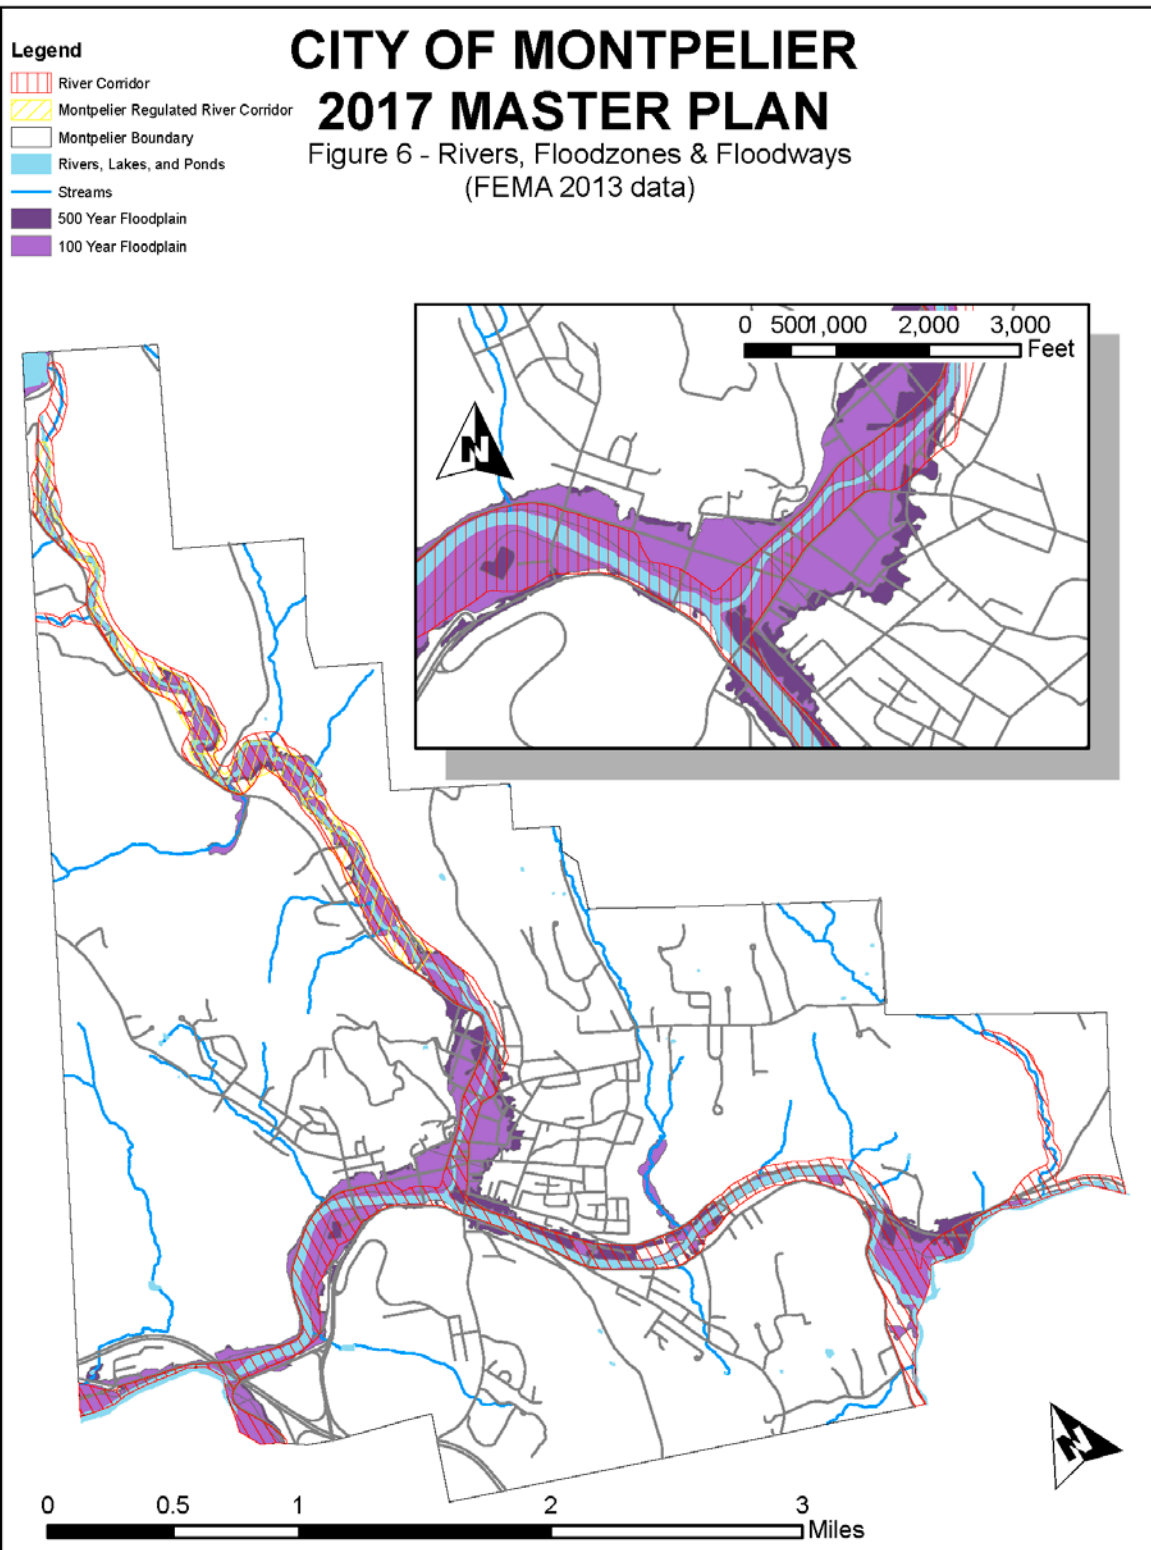 CITY OF MONTPELIER
2017 MASTER PLAN
Figure 6 - Rivers, Floodzones & Floodways
(FEMA 2013 data)
Legend
River Corridor
Montpelier Regulated River Corridor
Montpelier Boundary
Rivers, Lakes, and Ponds
Streams
500 Year Floodplain
100 Year Floodplain
0 500 1,000 2,000 3,000
Feet
N
N
0 0.5 1 2 3
Miles